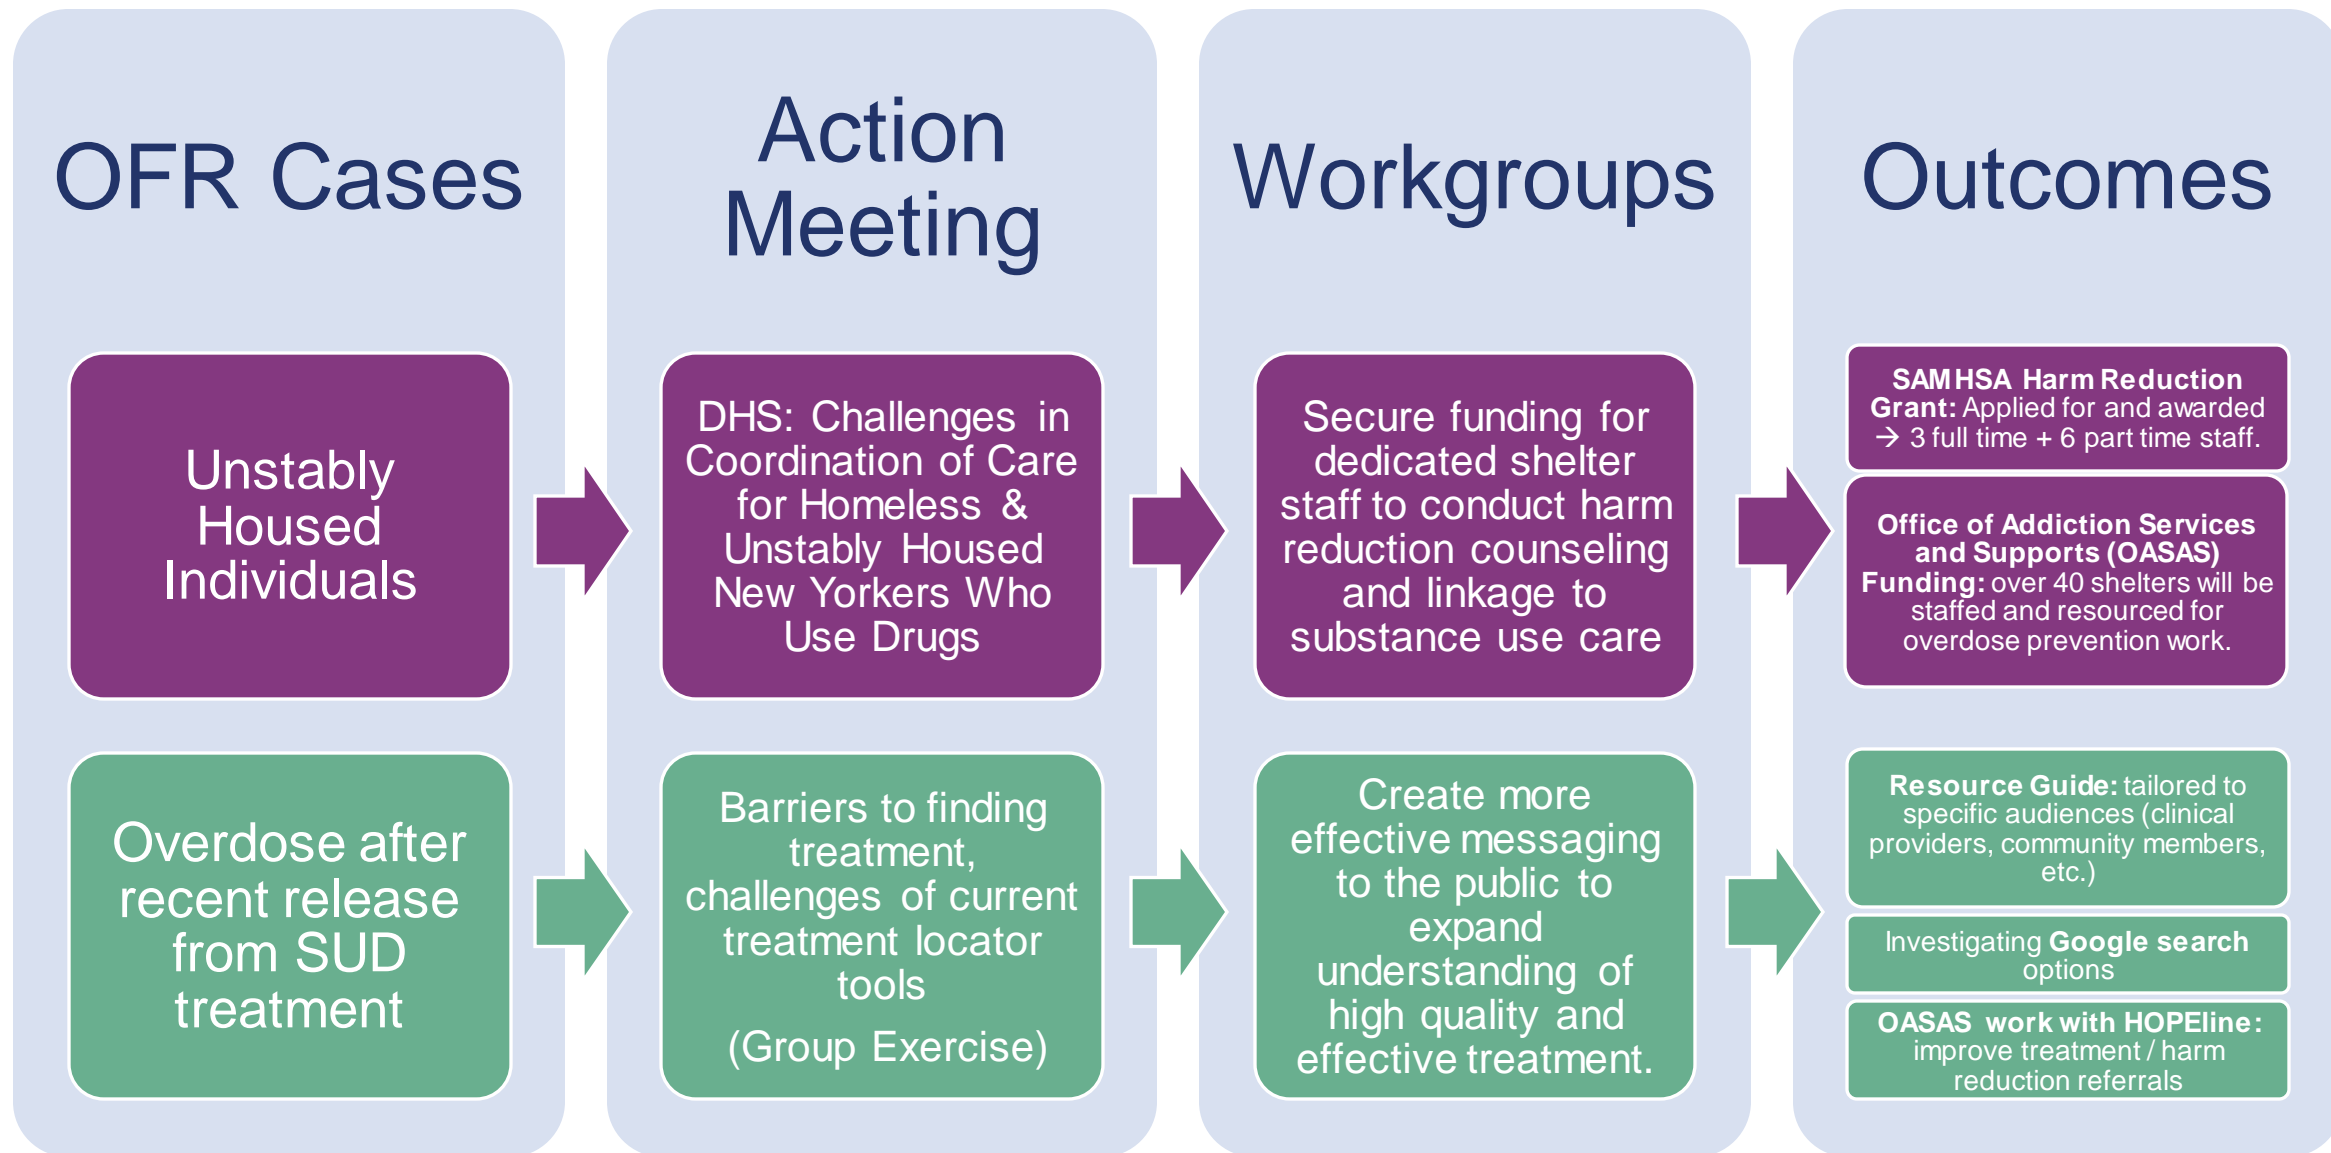 OFR Cases
Action
Meeting
Workgroups
Outcomes
Unstably
Housed
Individuals
DHS: Challenges in
Coordination of Care
for Homeless &
Unstably Housed
New Yorkers Who
Use Drugs
Secure funding for
dedicated shelter
staff to conduct harm
reduction counseling
and linkage to
substance use care
SAMHSA Harm Reduction
Grant: Applied for and awarded
→ 3 full time + 6 part time staff.
Office of Addiction Services
and Supports (OASAS)
Funding: over 40 shelters will be
staffed and resourced for
overdose prevention work.
Overdose after
recent release
from SUD
treatment
Barriers to finding
treatment,
challenges of current
treatment locator
tools
(Group Exercise)
Create more
effective messaging
to the public to
expand
understanding of
high quality and
effective treatment.
Resource Guide: tailored to
specific audiences (clinical
providers, community members,
etc.)
Investigating Google search
options
OASAS work with HOPEline:
improve treatment / harm
reduction referrals